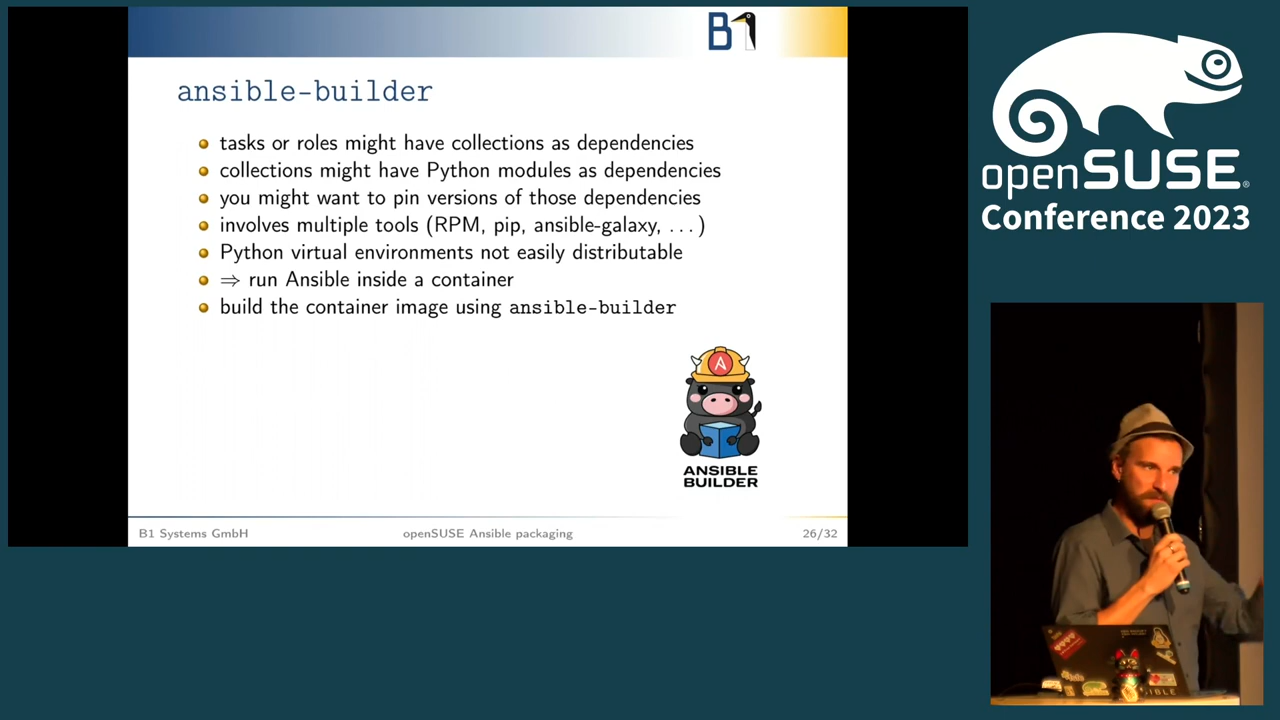 B1
ansible-builder
tasks or roles might have collections as dependencies
collections might have Python modules as dependencies
you might want to pin versions of those dependencies
involves multiple tools (RPM, pip, ansible-galaxy, ...)
Python virtual environments not easily distributable
⇒ run Ansible inside a container
build the container image using ansible-builder
A
ANSIBLE
BUILDER
B1 Systems GmbH
openSUSE Ansible packaging
26/32
openSUSE®
Conference 2023